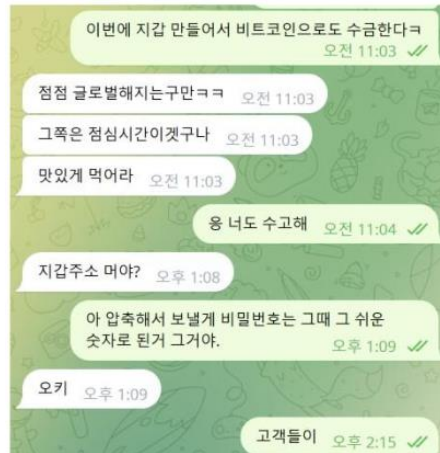 이번에 지갑 만들어서 비트코인으로도 수금한다ㅋ
오전 11:03
점점 글로벌해지는구만ㅋㅋ 오전 11:03
그쪽은 점심시간이겟구나 오전 11:03
맛있게 먹어라 오전 11:03
응 너도 수고해 오전 11:04
지갑주소 머야? 오후 1:08
아 압축해서 보낼게 비밀번호는 그때 그 쉬운
숫자로 된거 그거야. 오후 1:09
오키 오후 1:09
고객들이 오후 2:15